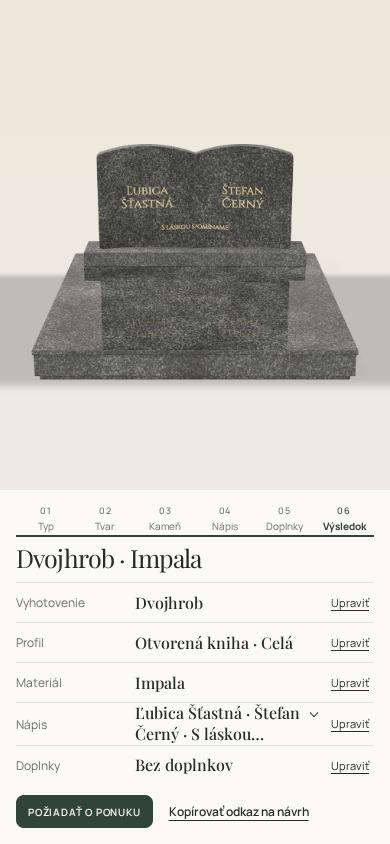 ĽUBICA
ŠŤASTNÁ
ŠTEFAN
ČERNÝ
S LÁSKOU SPOMÍNAME
01
Typ
02
Tvar
03
Kameň
04
Nápis
05
Doplnky
06
Výsledok
Dvojhrob · Impala
Vyhotovenie
Dvojhrob
Upraviť
Profil
Otvorená kniha · Celá
Upraviť
Materiál
Impala
Upraviť
Nápis
Ľubica Šťastná · Štefan
Černý · S láskou...
Upraviť
Doplnky
Bez doplnkov
Upraviť
POŽIADAŤ O PONUKU
Kopírovať odkaz na návrh